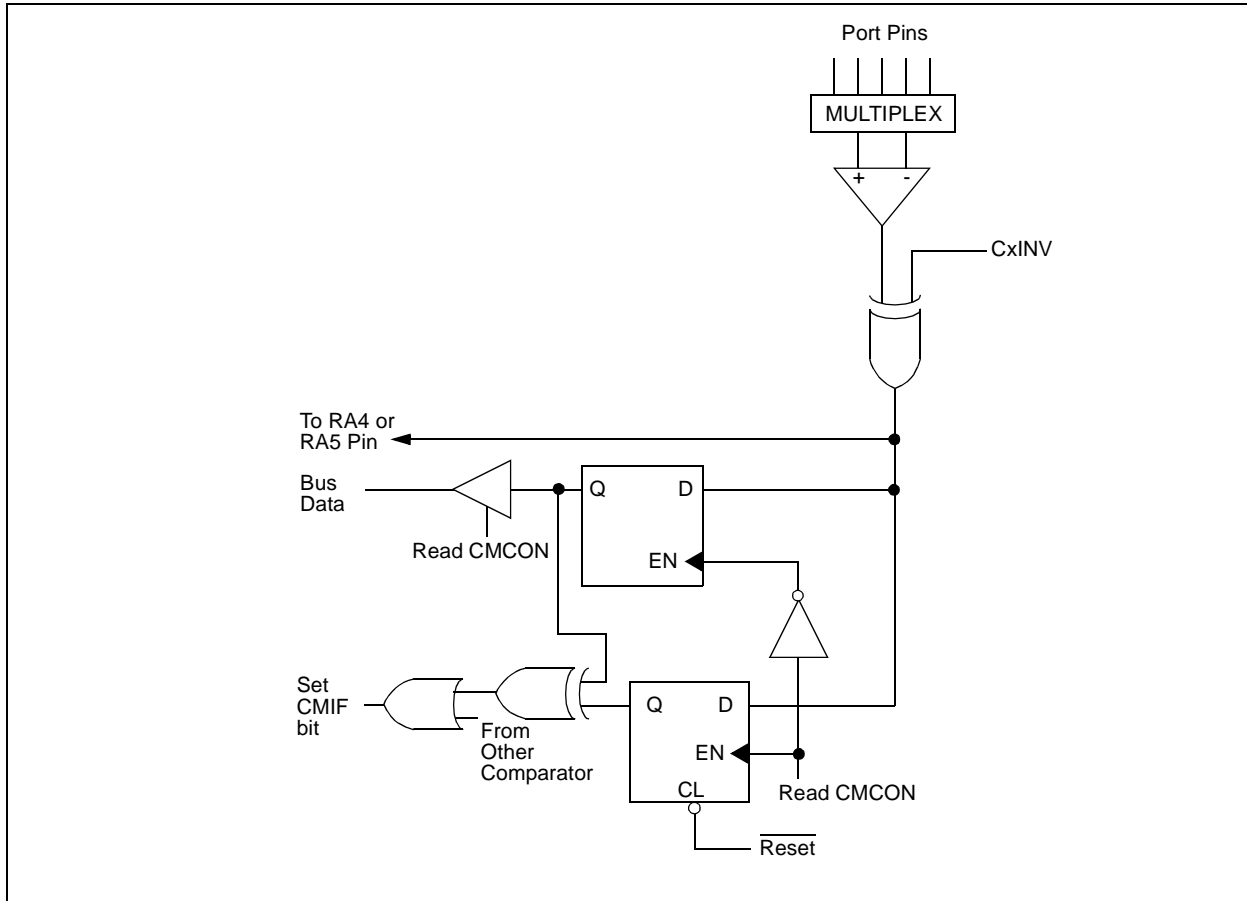 Port Pins
MULTIPLEX
+ -
CxINV
To RA4 or
RA5 Pin
Bus
Data
Q D
EN
Read CMCON
Set
CMIF
bit
From
Other
Comparator
Q D
EN
CL
Read CMCON
Reset